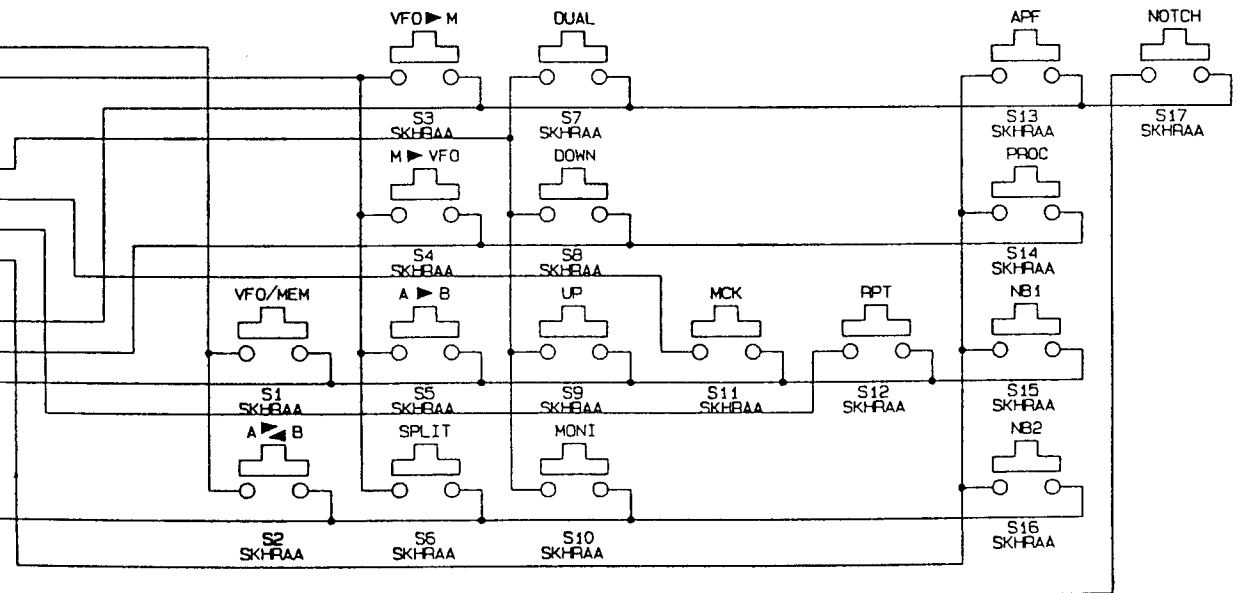 VFO ▶ M
DUAL
APF
NOTCH
S3
SKHRAA
S7
SKHRAA
S13
SKHRAA
S17
SKHRAA
M ▶ VFO
DOWN
PROC
S4
SKHRAA
S8
SKHRAA
S14
SKHRAA
VFO/MEM
A ▶ B
UP
MCK
RPT
NB1
S1
SKHRAA
S5
SKHRAA
S9
SKHRAA
S11
SKHRAA
S12
SKHRAA
S15
SKHRAA
A ▶◀ B
SPLIT
MONI
NB2
S2
SKHRAA
S6
SKHRAA
S10
SKHRAA
S16
SKHRAA